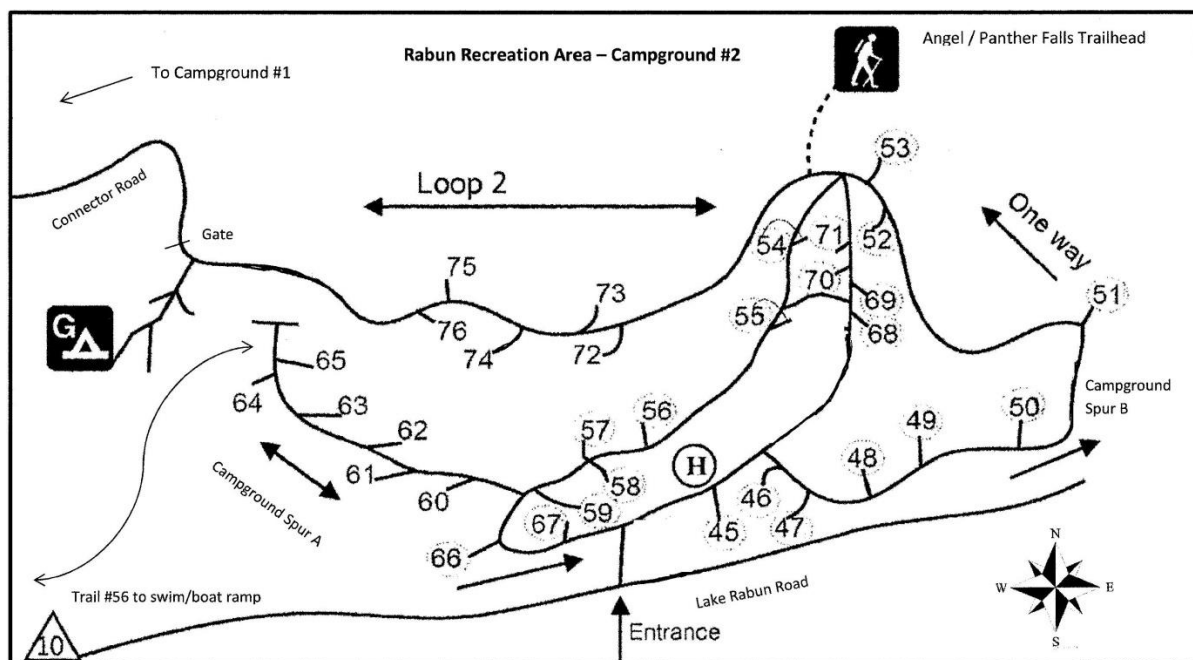 Rabun Recreation Area – Campground #2
Angel / Panther Falls Trailhead
To Campground #1
Connector Road
Gate
Loop 2
One way
G
53
54
71
52
75
70
51
73
69
76
55
68
74
72
65
64
63
56
50
57
49
62
61
H
58
48
60
46
59
67
45
47
66
Campground
Spur B
Campground Spur A
Trail #56 to swim/boat ramp
Lake Rabun Road
10
Entrance
N
W
E
S